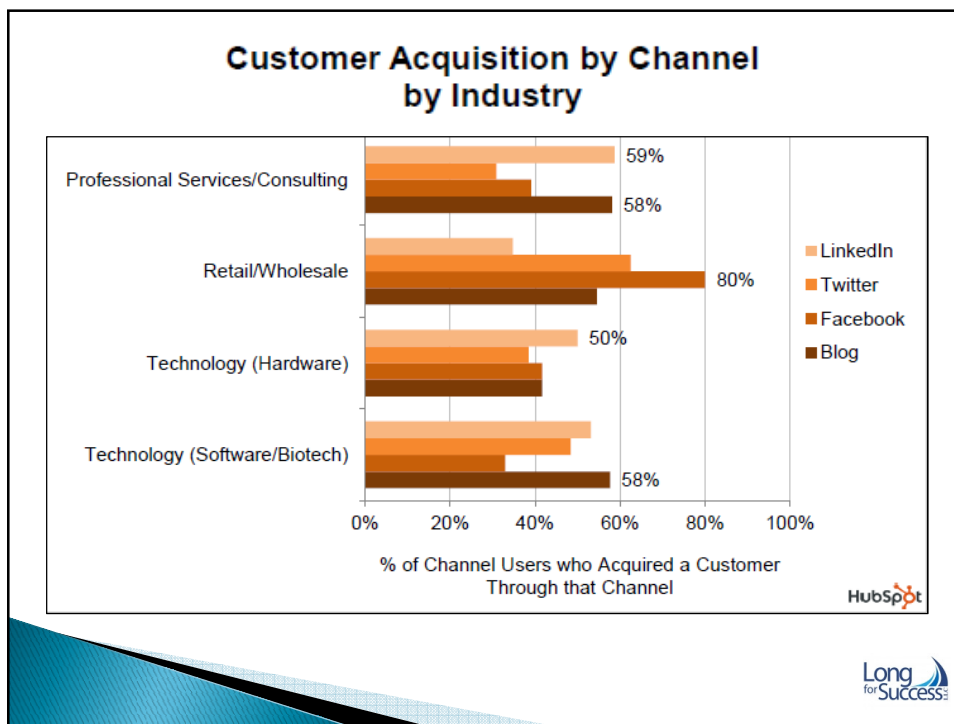 Customer Acquisition by Channel
by Industry
Professional Services/Consulting
59%
58%
Retail/Wholesale
80%
Technology (Hardware)
50%
Technology (Software/Biotech)
58%
LinkedIn
Twitter
Facebook
Blog
0% 20% 40% 60% 80% 100%
% of Channel Users who Acquired a Customer
Through that Channel
HubSpot
Long
for Success LLC